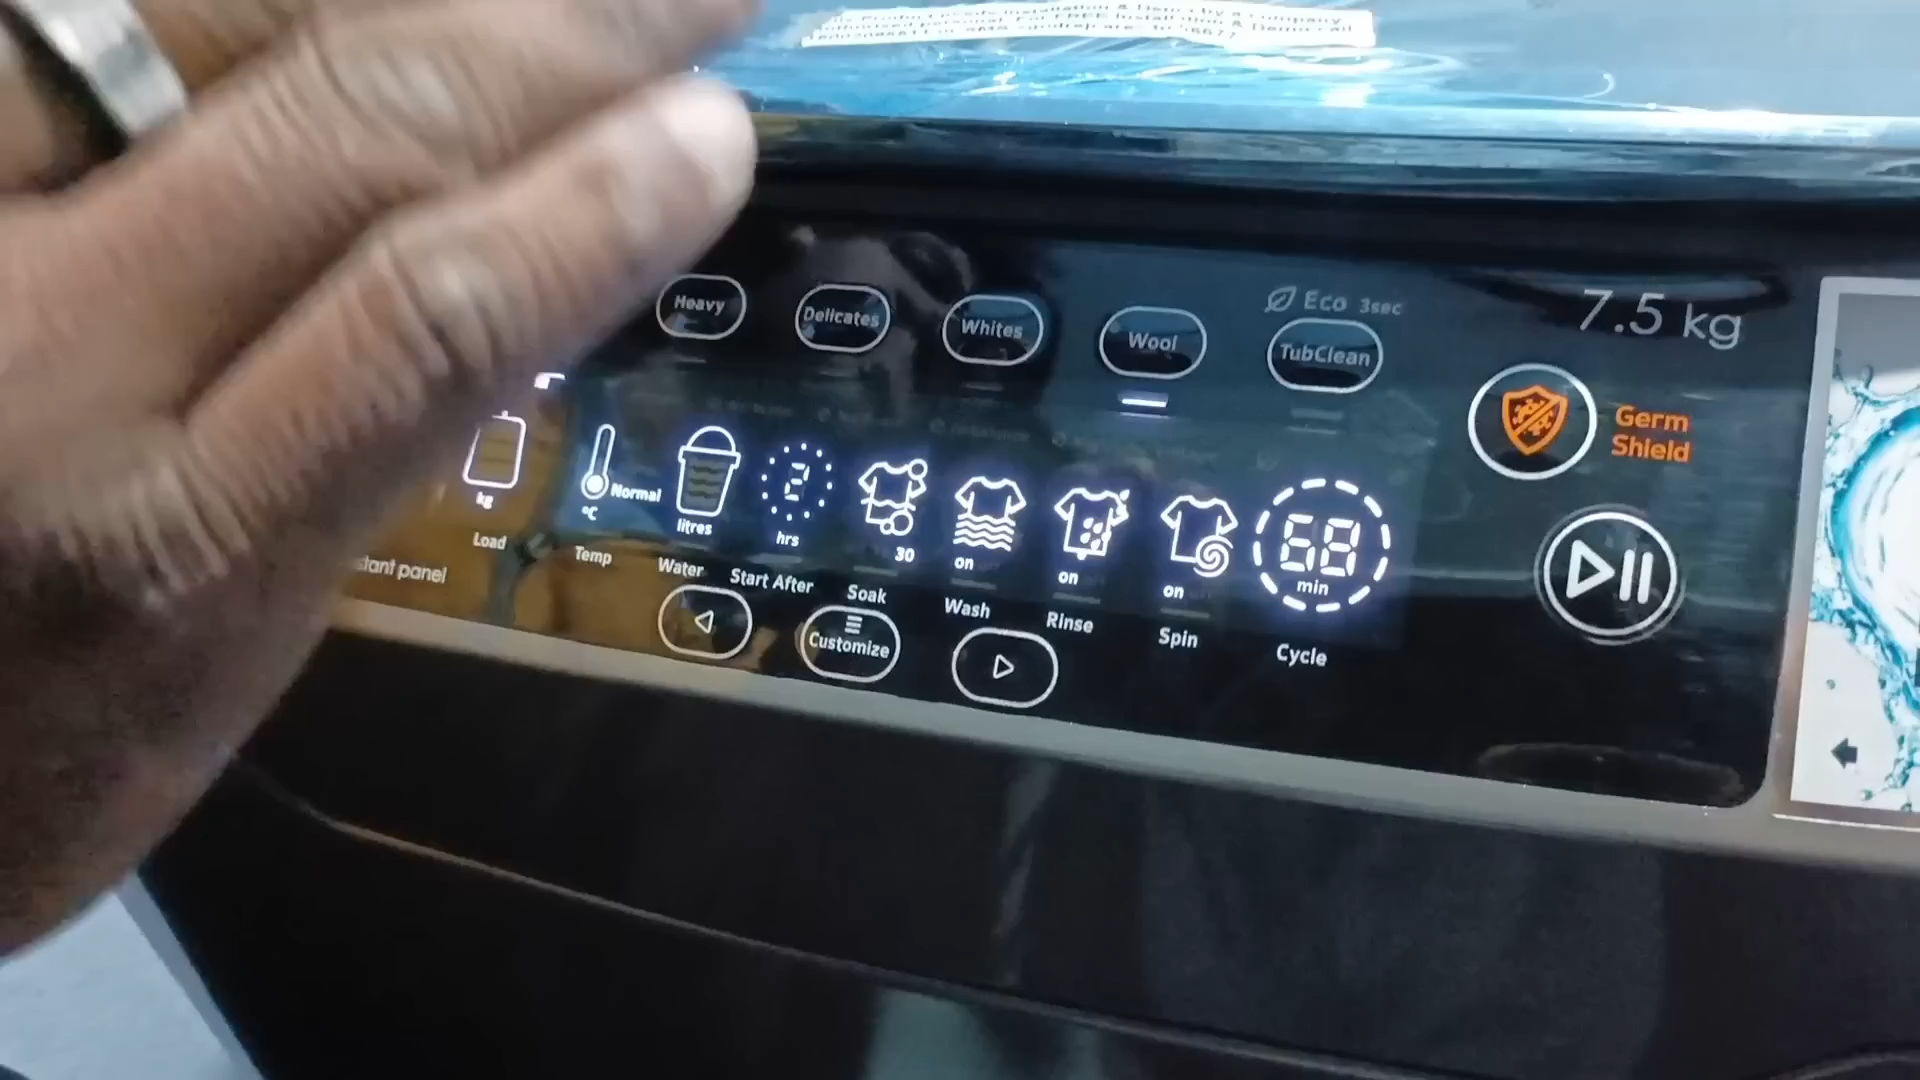 Heavy
Delicates
Whites
Wool
Eco 3sec
TubClean
7.5 kg
Germ
Shield
kg
Load
°C
Normal
Temp
litres
Water
2
hrs
Start After
30
Soak
on
Wash
on
Rinse
on
Spin
68
min
Cycle
panel
Customize